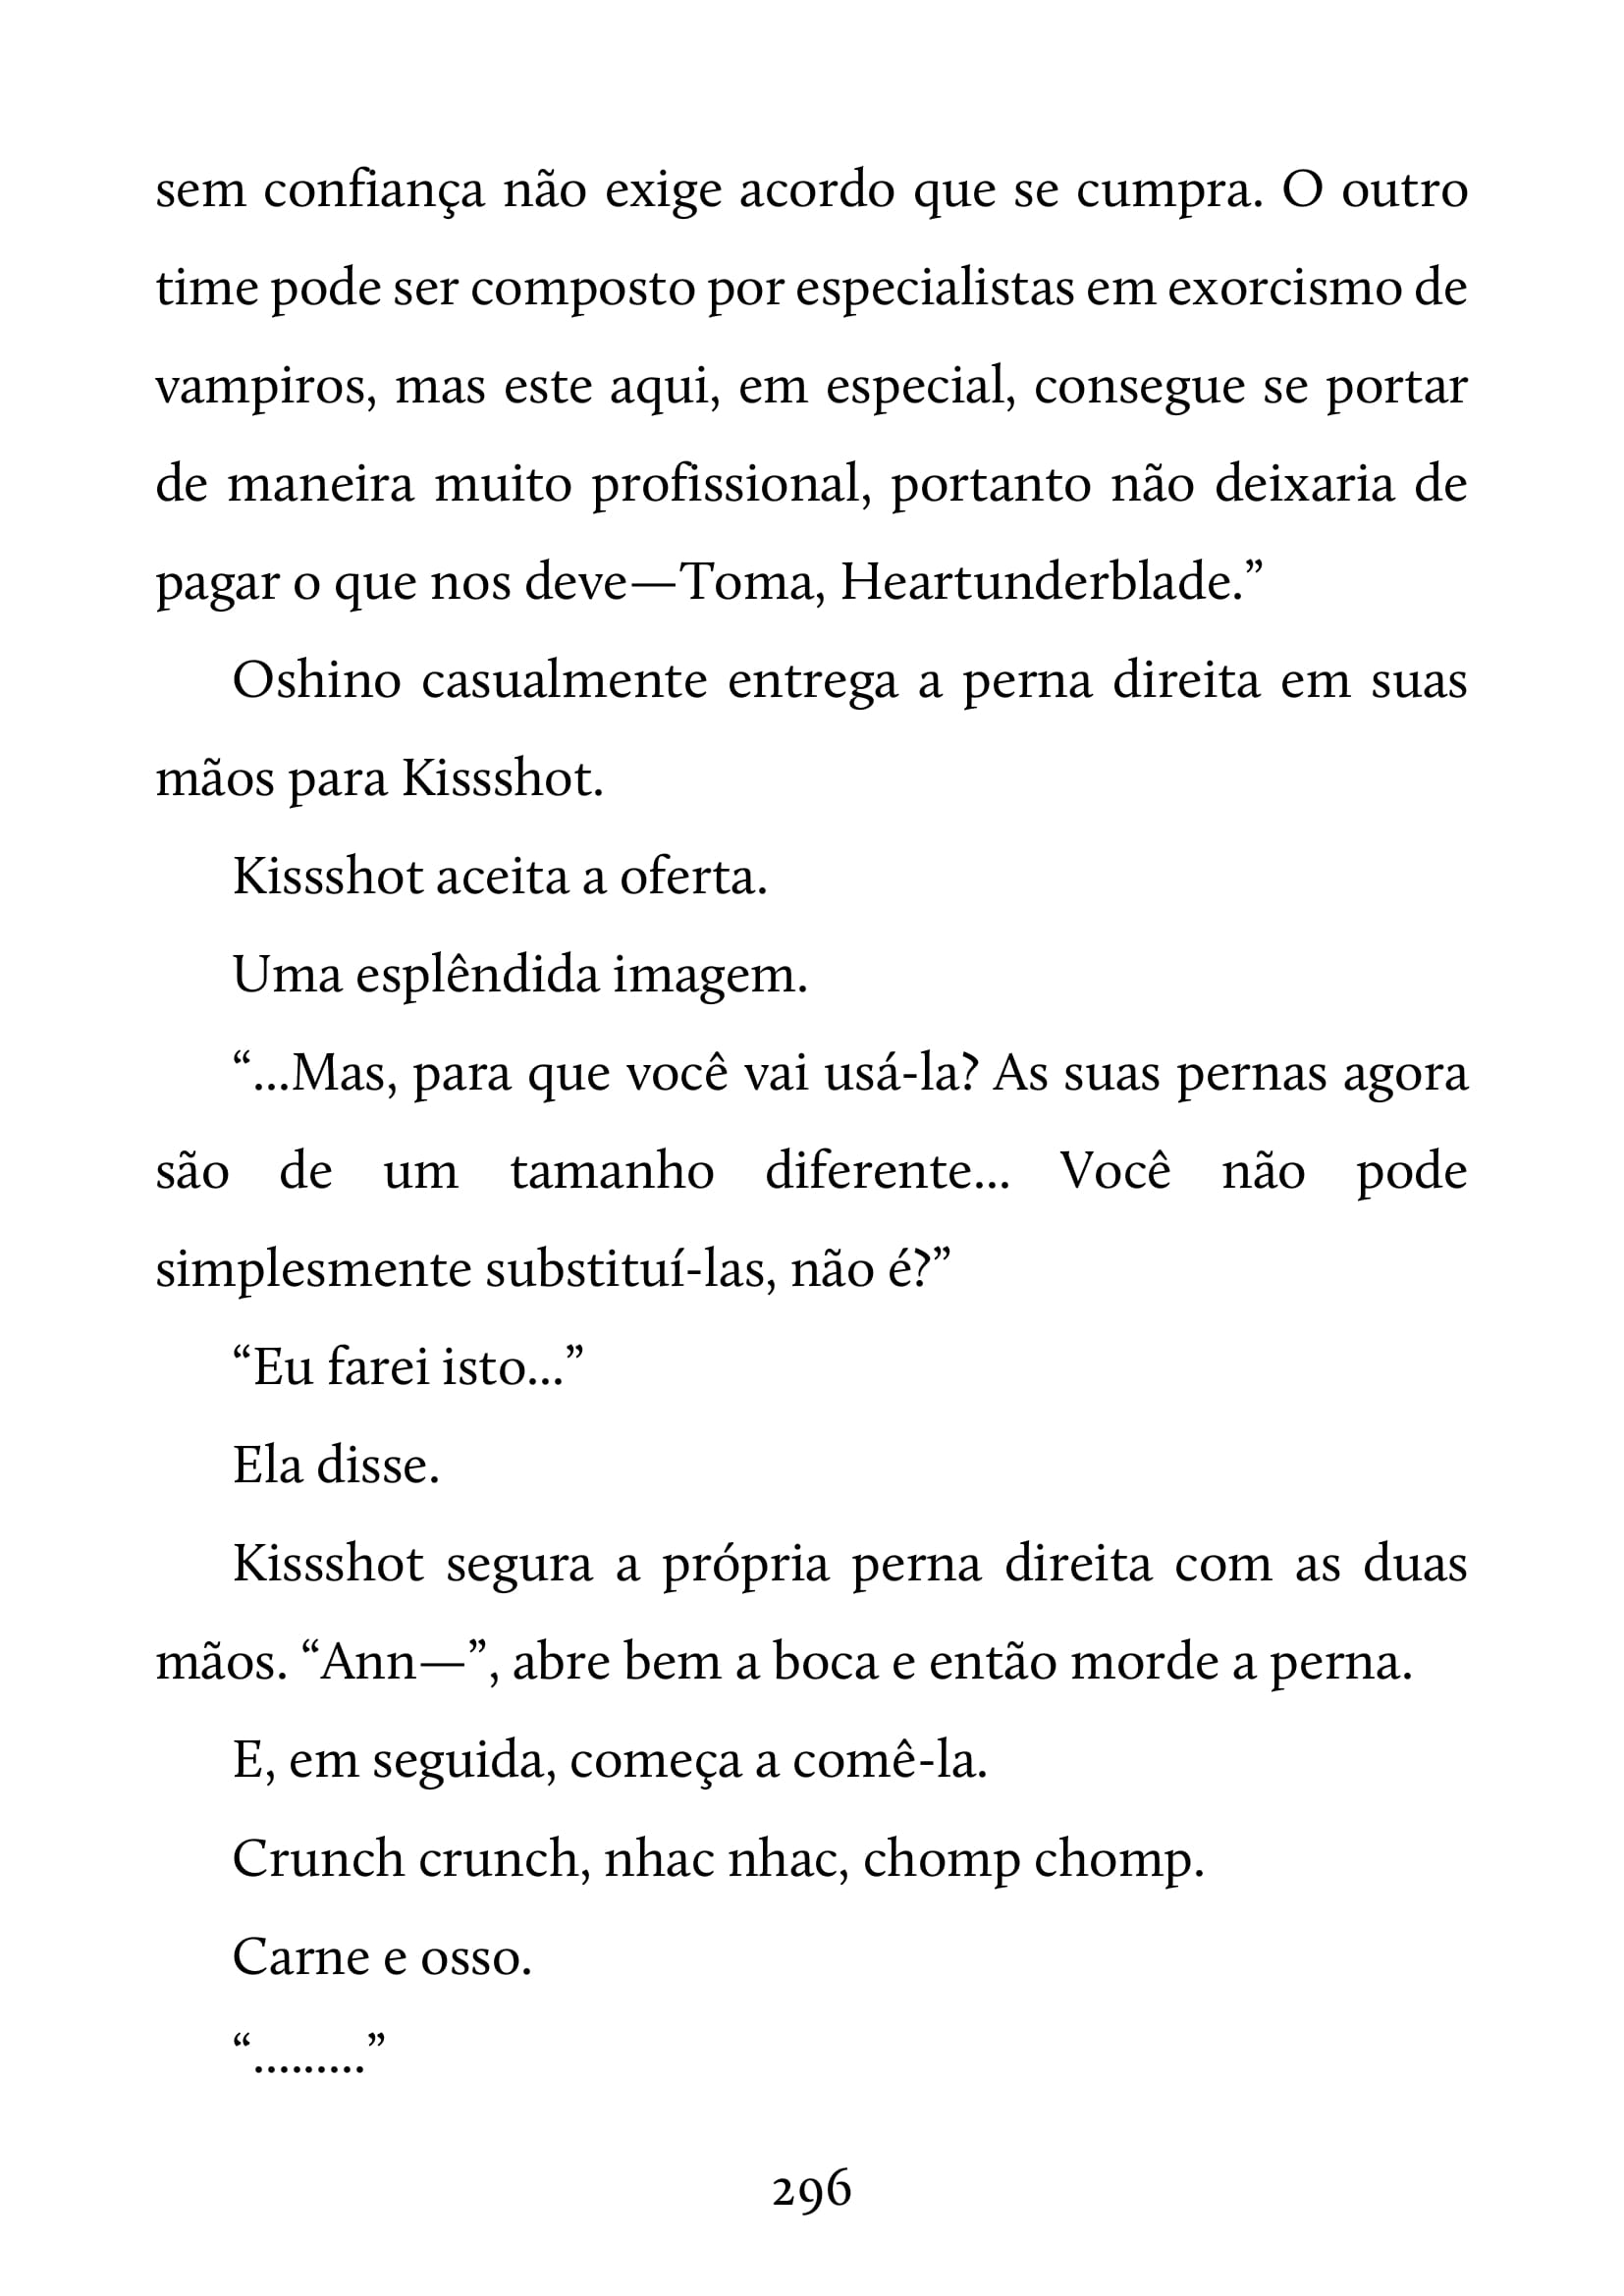 sem confiança não exige acordo que se cumpra. O outro
time pode ser composto por especialistas em exorcismo de
vampiros, mas este aqui, em especial, consegue se portar
de maneira muito profissional, portanto não deixaria de
pagar o que nos deve—Toma, Heartunderblade.”
Oshino casualmente entrega a perna direita em suas
mãos para Kissshot.
Kissshot aceita a oferta.
Uma esplêndida imagem.
“...Mas, para que você vai usá-la? As suas pernas agora
são de um tamanho diferente... Você não pode
simplesmente substituí-las, não é?”
“Eu farei isto...”
Ela disse.
Kissshot segura a própria perna direita com as duas
mãos. “Ann—”, abre bem a boca e então morde a perna.
E, em seguida, começa a comê-la.
Crunch crunch, nhac nhac, chomp chomp.
Carne e osso.
“.........”
296